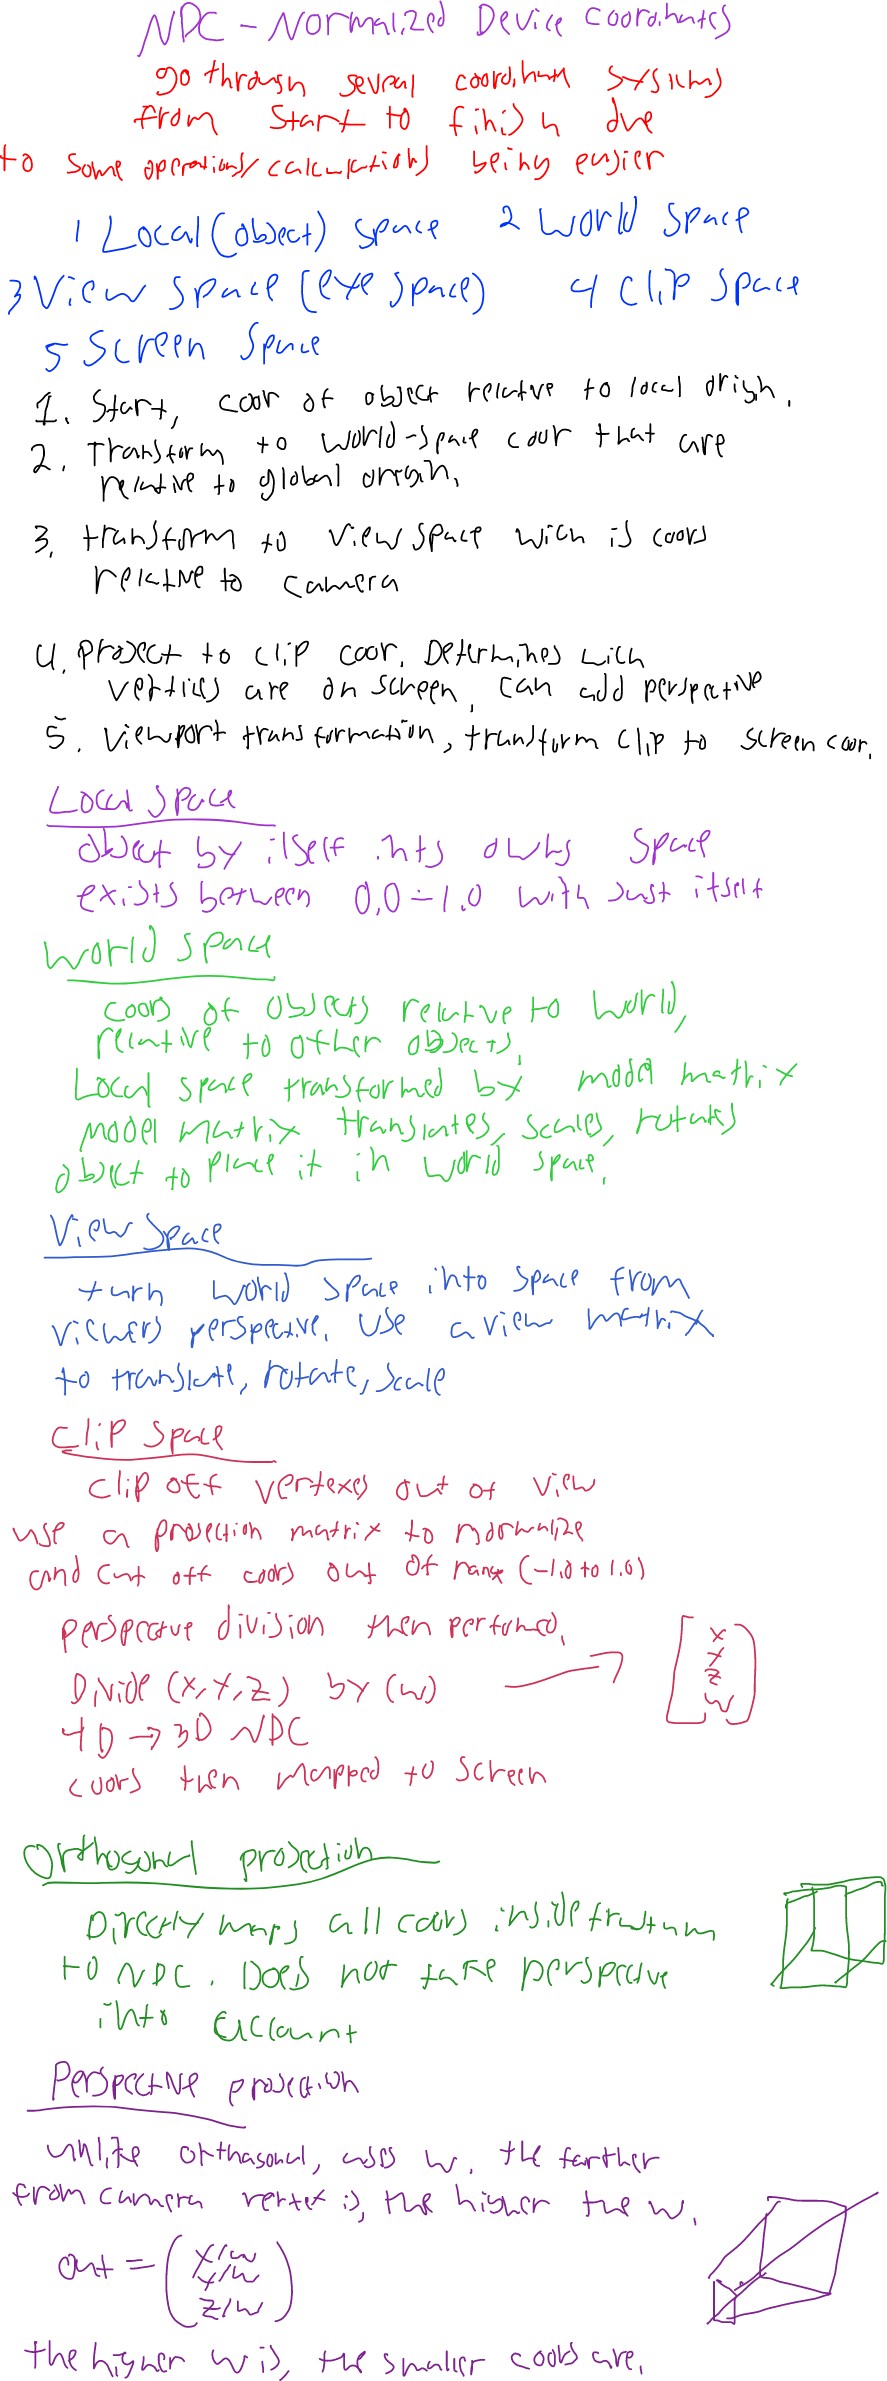 NDC - Normalized Device Coordinates
go through several coordinate systems
from start to finish due
to some operations/calculations being easier
1 Local (object) space 2 World space
3 View space (eye space) 4 Clip space
5 Screen space
1. Start, coor of object relative to local origin.
2. Transform to world-space coor that are
relative to global origin.
3. transform to view space wich is coors
relative to camera
4. Project to clip coor. Determines wich
verticies are on screen, can add perspective
5. Viewport transformation, transform clip to screen coor.
Local space
object by itself ints owns space
exists between 0.0 - 1.0 with just itself
World space
coors of objects relative to world,
relative to other objects.
Local space transformed by model matrix
model matrix translates, scales, rotates
object to place it in world space.
View space
turn world space into space from
viewers perspective. Use a view matrix
to translate, rotate, scale
Clip space
clip off vertexes out of view
use a projection matrix to normalize
and cut off coors out of range (-1.0 to 1.0)
perspective division then performed.
Divide (x, y, z) by (w)
x
y
z
w
4D → 3D NDC
coors then mapped to screen
Orthogonal projection
Directly maps all coors inside frustum
to NDC. Does not take perspective
into account
Perspective projection
unlike orthagonal, uses w. the farther
from camera vertex is, the higher the w.
out = (x/w
y/w
z/w)
the higher w is, the smaller coors are.